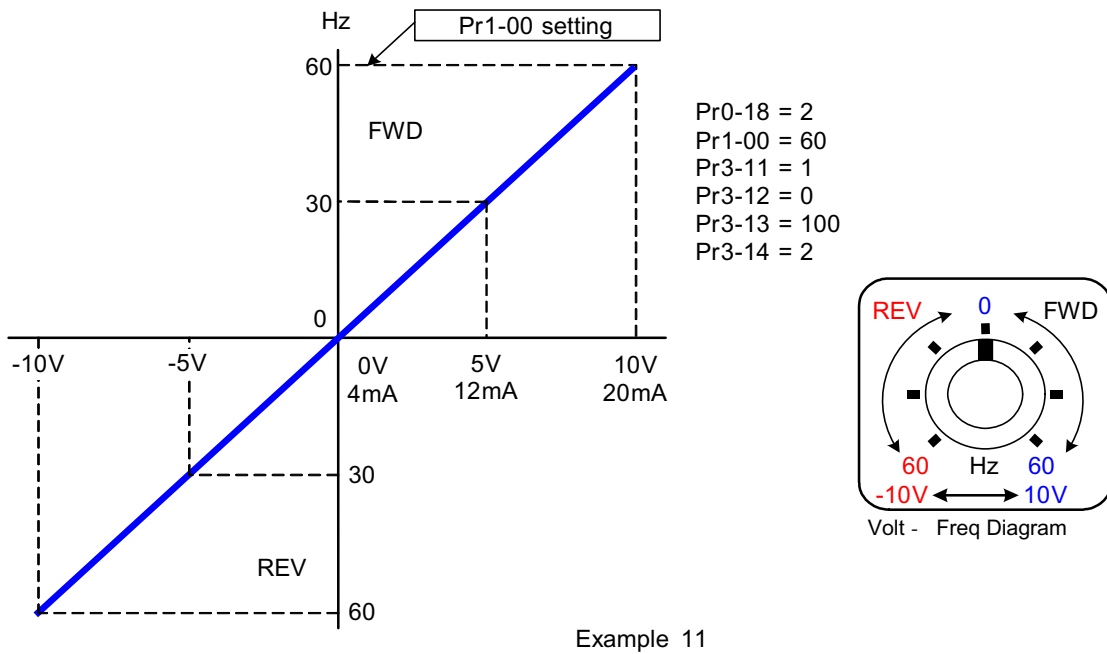 Hz
Pr1-00 setting
60
FWD
30
0
-10V
-5V
0V
4mA
5V
12mA
10V
20mA
30
REV
60
Pr0-18 = 2
Pr1-00 = 60
Pr3-11 = 1
Pr3-12 = 0
Pr3-13 = 100
Pr3-14 = 2
REV
0
FWD
60
Hz
60
-10V
10V
Volt - Freq Diagram
Example 11